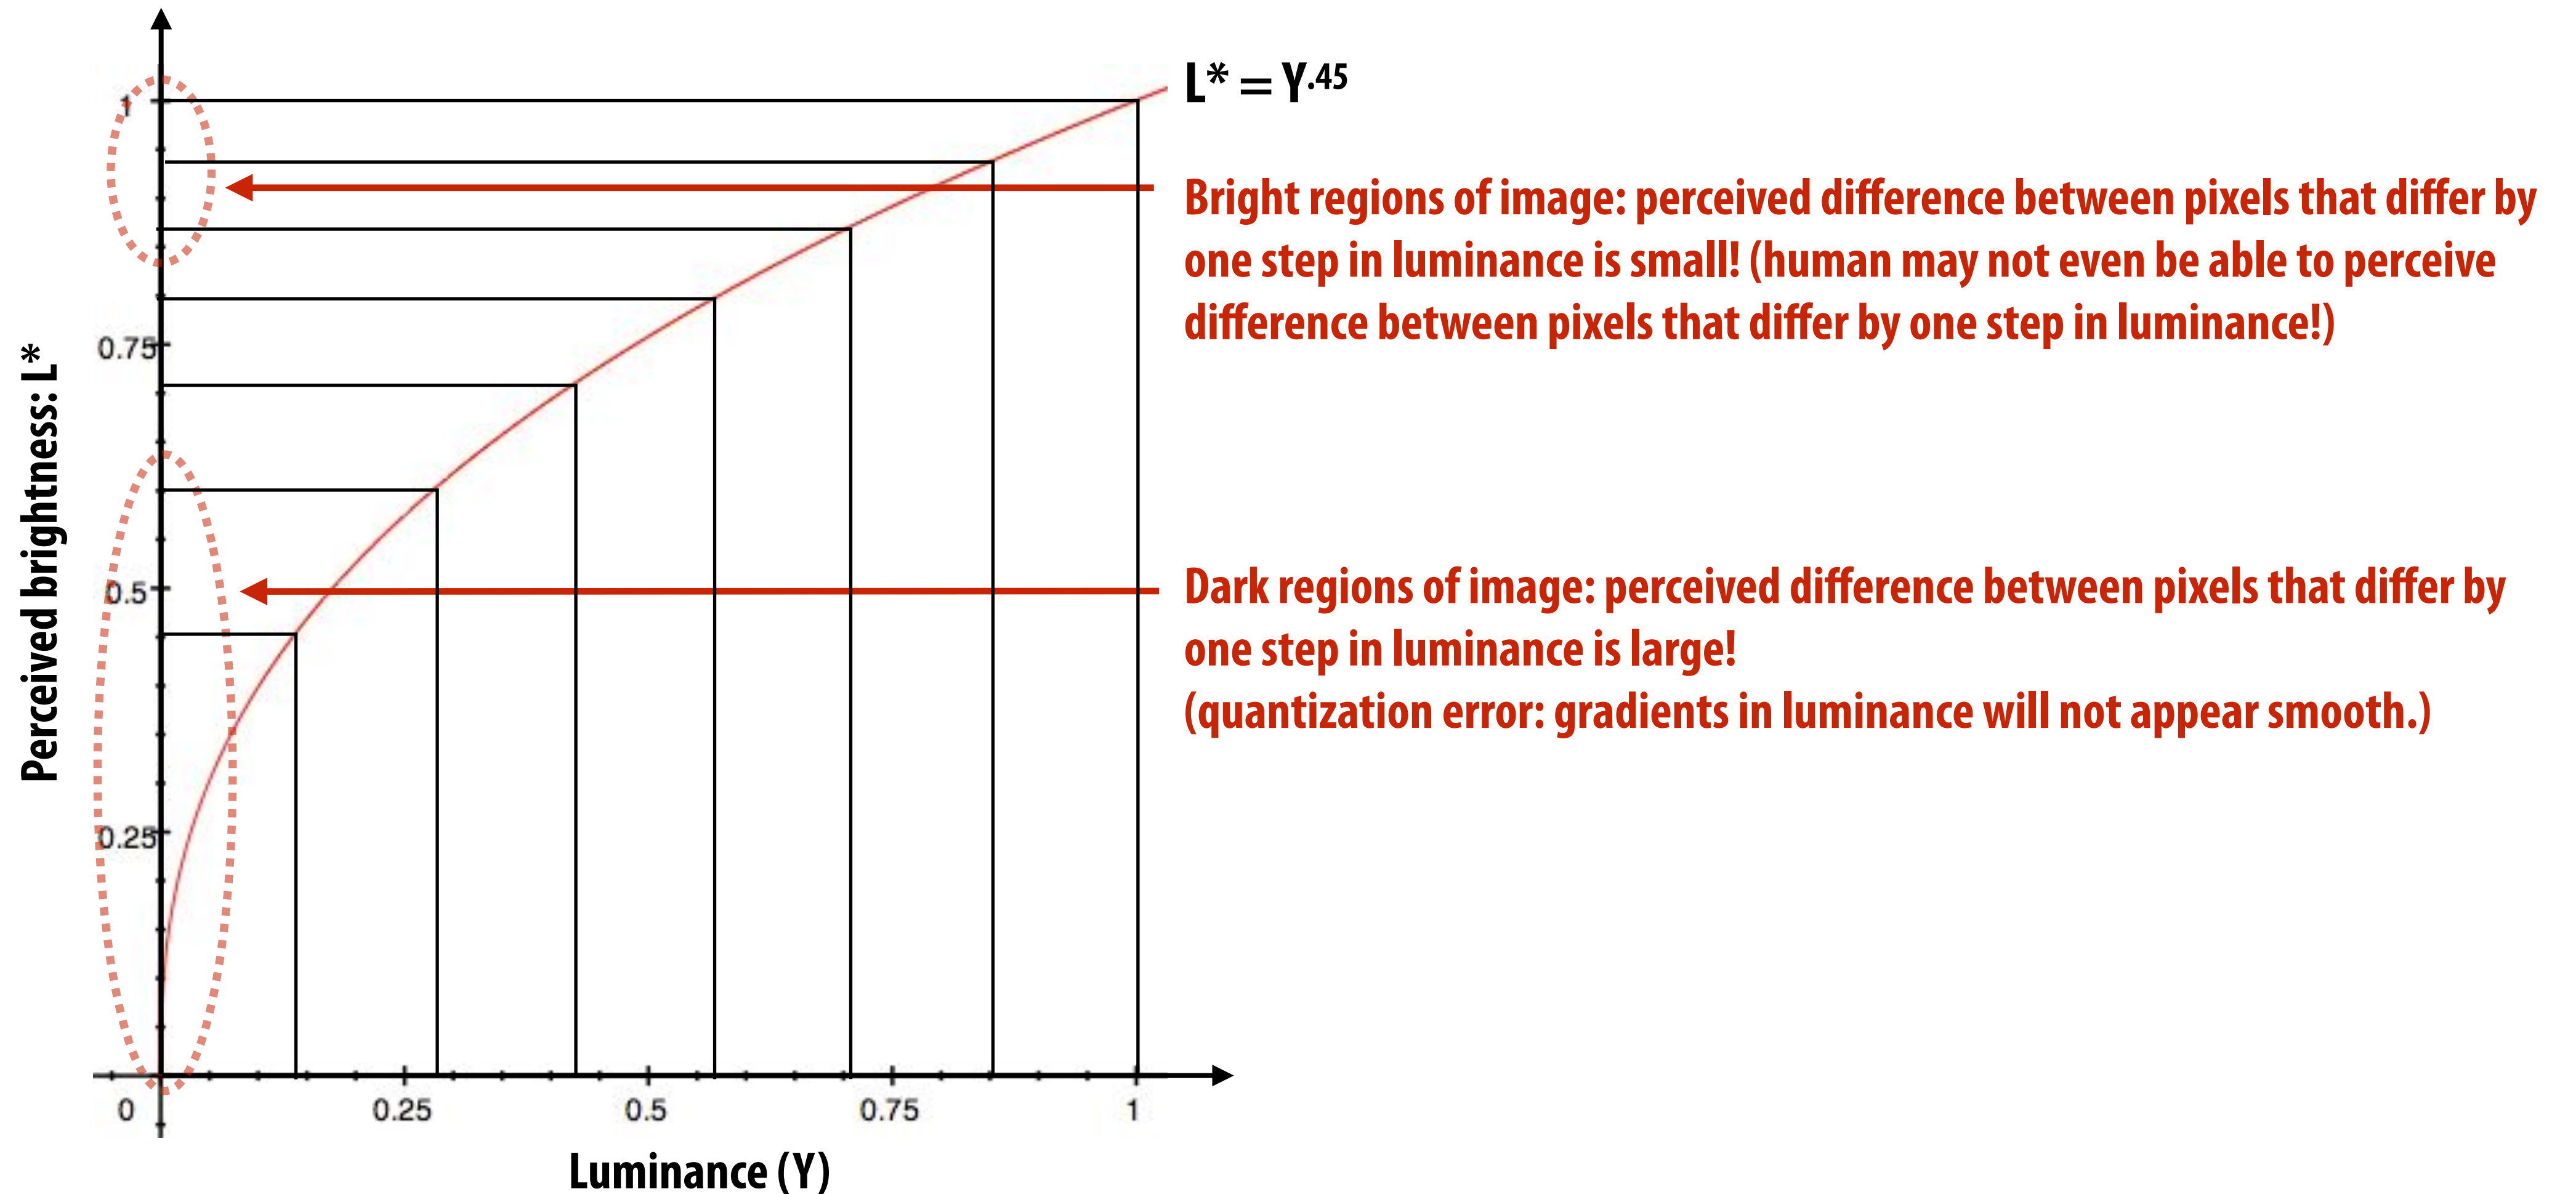 L* = Y.45
1
Bright regions of image: perceived difference between pixels that differ by
one step in luminance is small! (human may not even be able to perceive
difference between pixels that differ by one step in luminance!)
0.75
Perceived brightness: L*
0.5
Dark regions of image: perceived difference between pixels that differ by
one step in luminance is large!
(quantization error: gradients in luminance will not appear smooth.)
0.25
0
0.25
0.5
0.75
1
Luminance (Y)